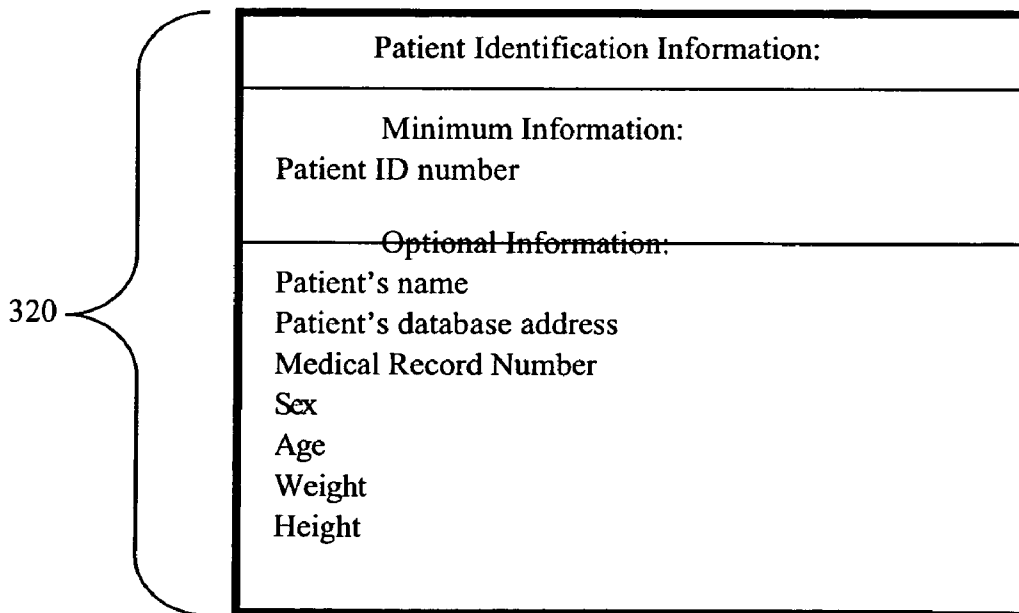 Patient Identification Information:
Minimum Information:
Patient ID number
Optional Information:
320
Patient's name
Patient's database address
Medical Record Number
Sex
Age
Weight
Height